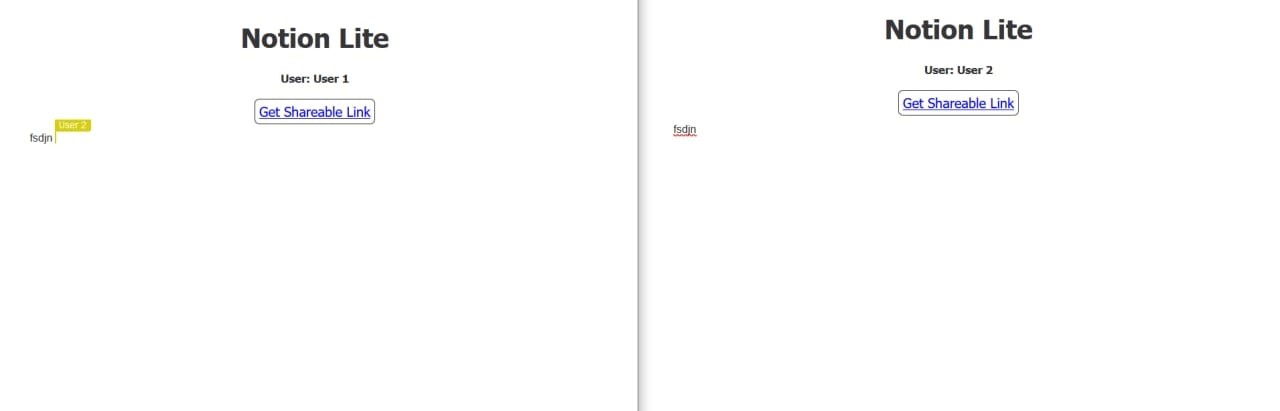 Notion Lite
User: User 1
Get Shareable Link
User 2
fsdjn
Notion Lite
User: User 2
Get Shareable Link
fsdjn